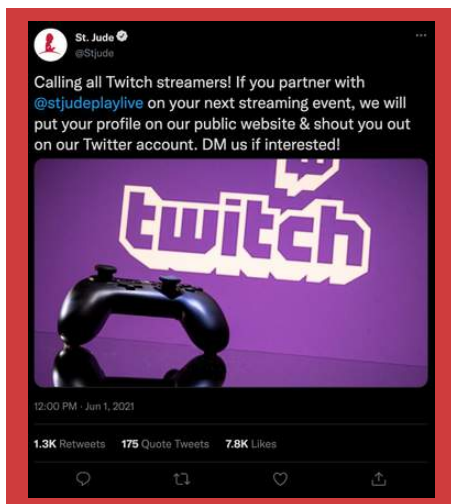 St. Jude
@Stjude
Calling all Twitch streamers! If you partner with
@stjudeplaylive on your next streaming event, we will
put your profile on our public website & shout you out
on our Twitter account. DM us if interested!
twitch
12:00 PM · Jun 1, 2021
1.3K Retweets 175 Quote Tweets 7.8K Likes